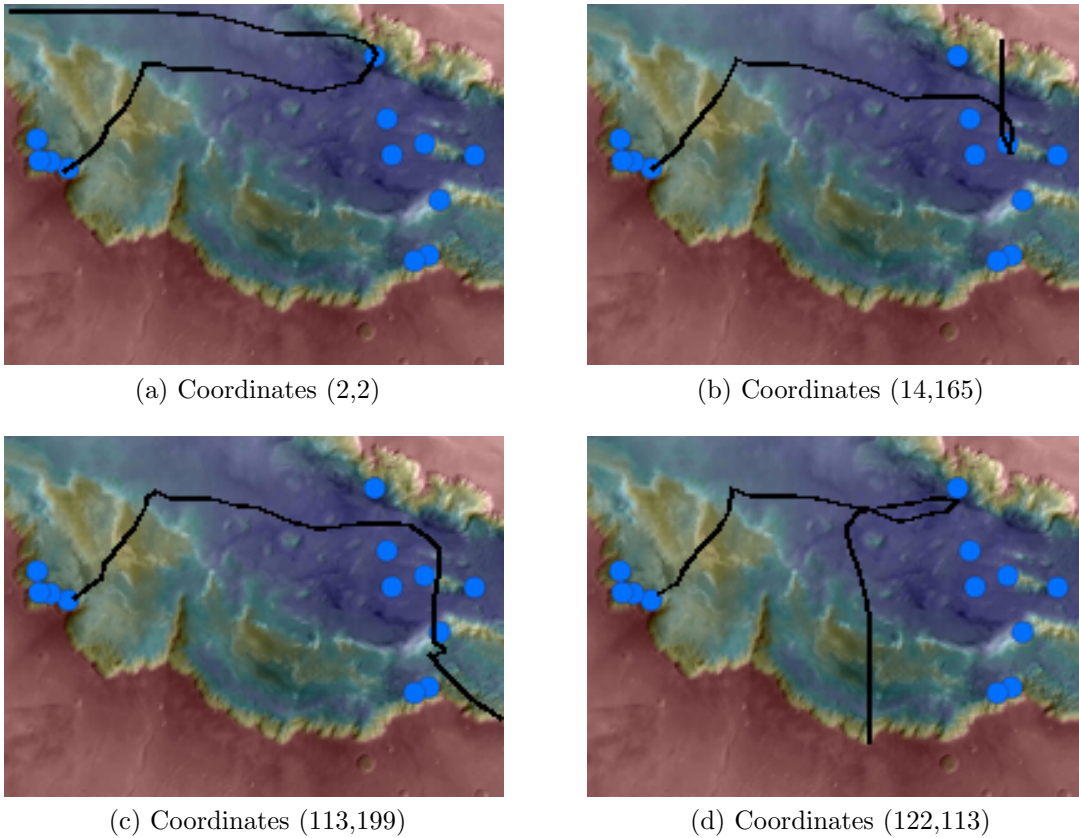 (a) Coordinates (2,2)
(b) Coordinates (14,165)
(c) Coordinates (113,199)
(d) Coordinates (122,113)